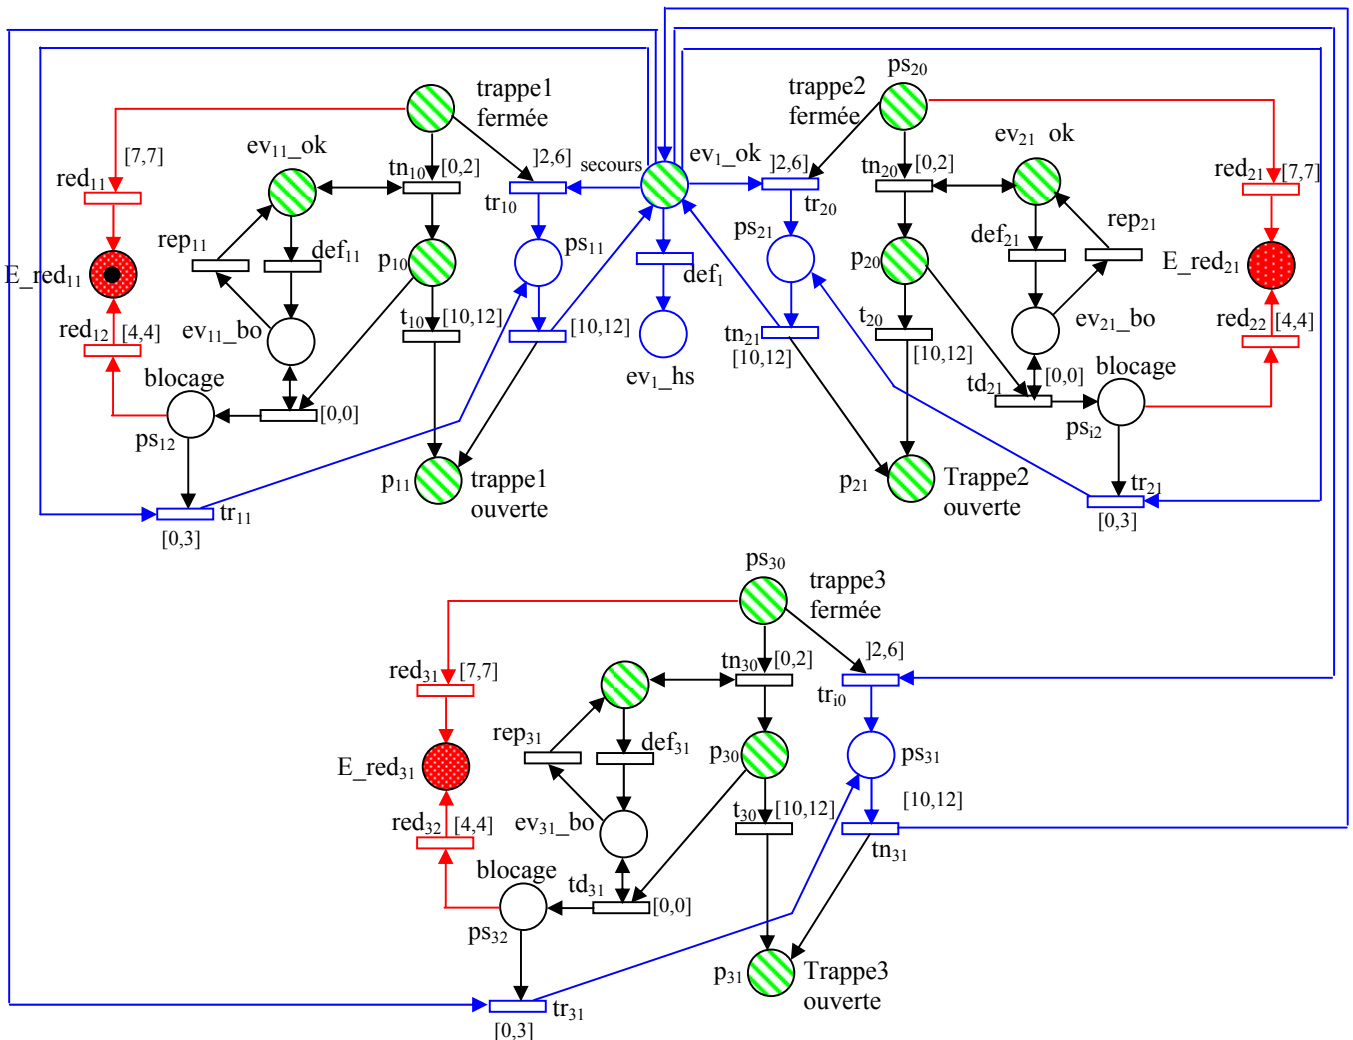 ps20
trappe1
fermée
trappe2
fermée
ev11_ok
[7,7]
red11
tn10
[0,2]
]2,6]
secours
ev1_ok
]2,6]
tn20
[0,2]
ev21 ok
red21
[7,7]
tr10
tr20
rep11
def11
p10
ps11
def1
ps21
p20
def21
rep21
E_red11
E_red21
red12
[4,4]
ev11_bo
t10
[10,12]
[10,12]
ev1_hs
tn21
[10,12]
t20
[10,12]
ev21_bo
red22
[4,4]
blocage
[0,0]
td21
[0,0]
blocage
ps12
psi2
p11
trappe1
ouverte
p21
Trappe2
ouverte
tr11
[0,3]
tr21
[0,3]
ps30
trappe3
fermée
red31
[7,7]
tn30
[0,2]
]2,6]
tri0
rep31
def31
p30
ps31
E_red31
red32
[4,4]
ev31_bo
t30
[10,12]
[10,12]
tn31
blocage
td31
[0,0]
ps32
p31
Trappe3
ouverte
tr31
[0,3]